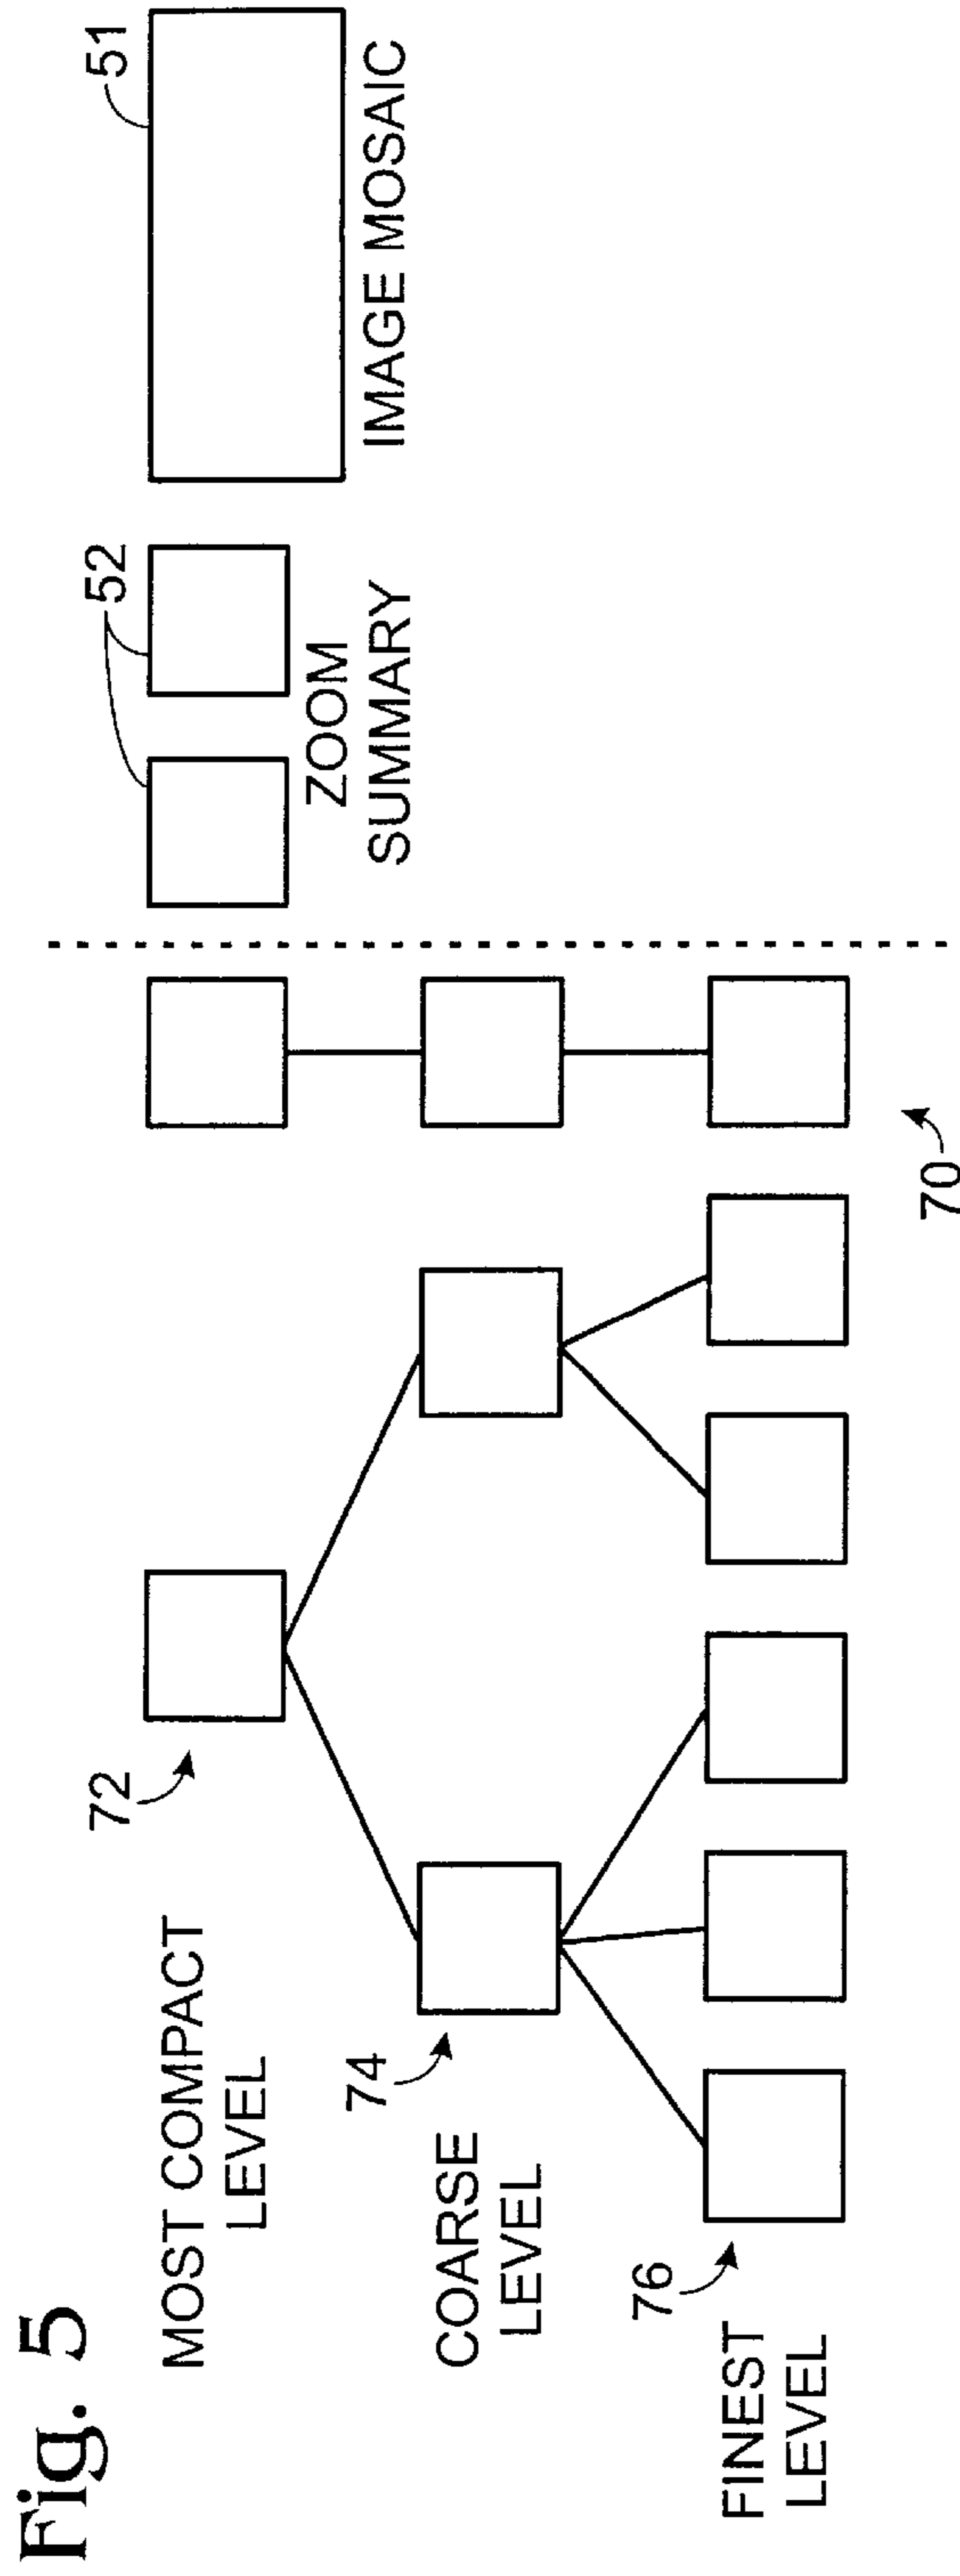 Fig. 5
72
52
51
MOST COMPACT
LEVEL
ZOOM
SUMMARY
IMAGE MOSAIC
74
COARSE
LEVEL
76
FINEST
LEVEL
70